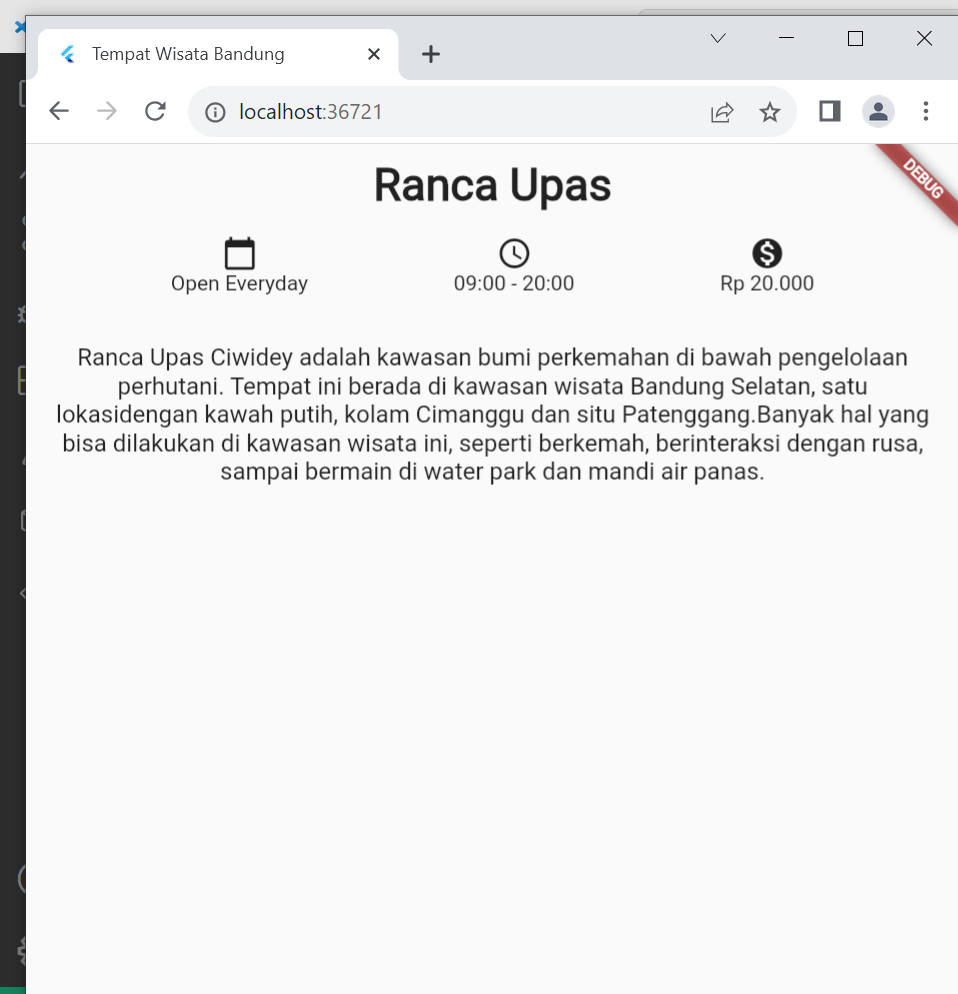 Tempat Wisata Bandung
localhost:36721
DEBUG
Ranca Upas
Open Everyday
09:00 - 20:00
Rp 20.000
Ranca Upas Ciwidey adalah kawasan bumi perkemahan di bawah pengelolaan
perhutani. Tempat ini berada di kawasan wisata Bandung Selatan, satu
lokasidengan kawah putih, kolam Cimanggu dan situ Patenggang.Banyak hal yang
bisa dilakukan di kawasan wisata ini, seperti berkemah, berinteraksi dengan rusa,
sampai bermain di water park dan mandi air panas.